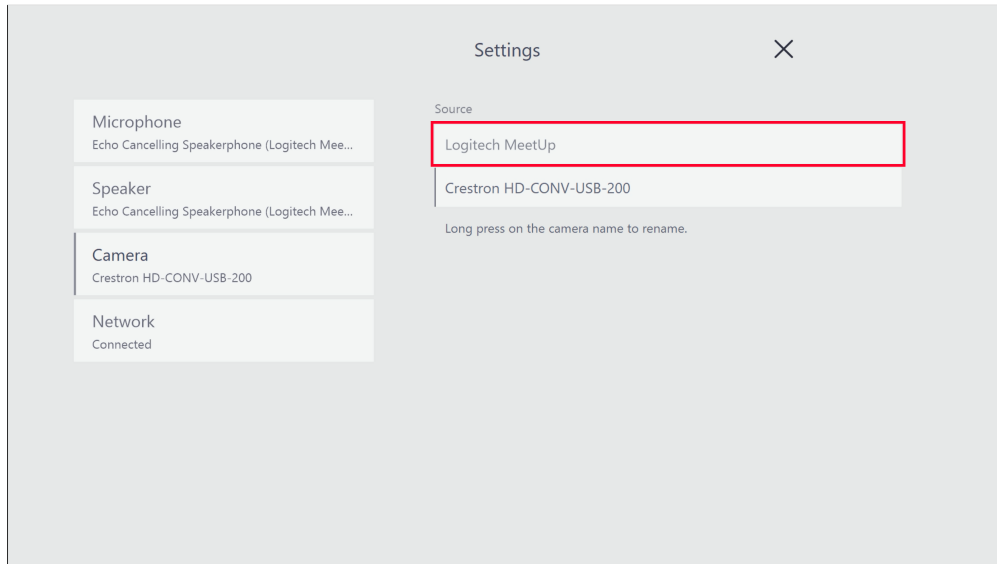 Settings
Microphone
Echo Cancelling Speakerphone (Logitech Mee...
Speaker
Echo Cancelling Speakerphone (Logitech Mee...
Camera
Crestron HD-CONV-USB-200
Network
Connected
Source
Logitech MeetUp
Crestron HD-CONV-USB-200
Long press on the camera name to rename.